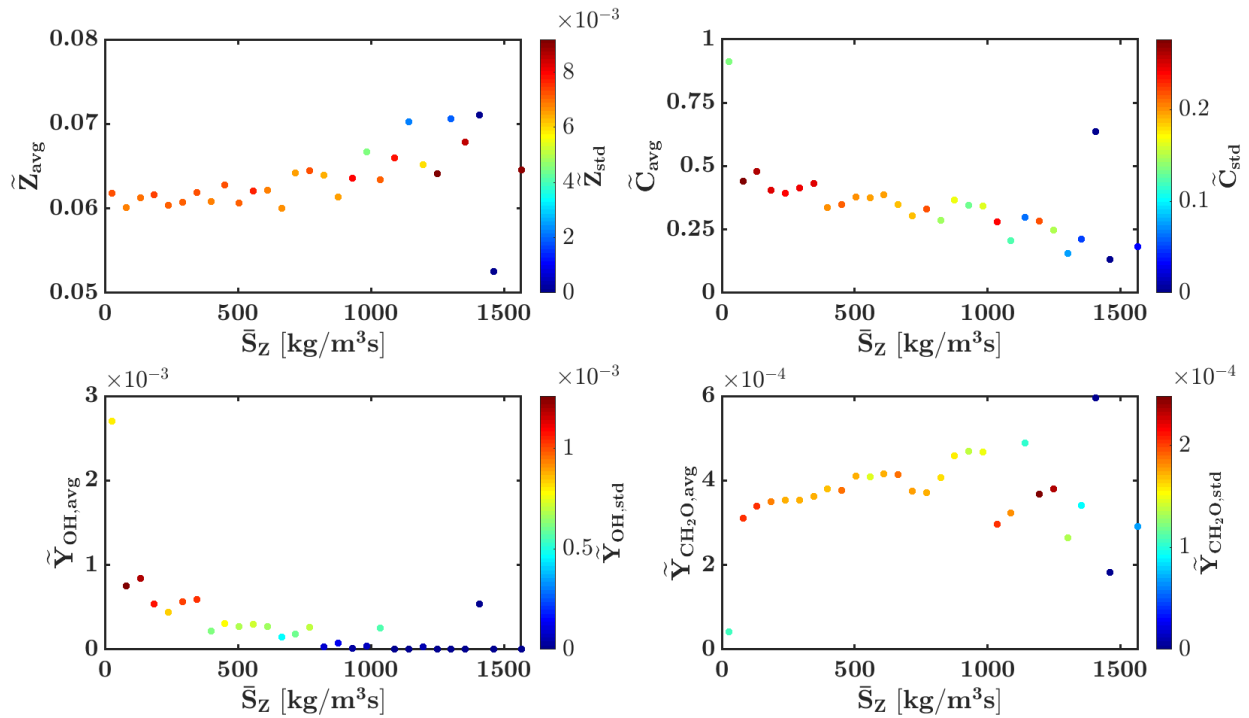 ×10⁻³
0.08
0.07
0.06
0.05
Z̃avg
0 500 1000 1500
S̄Z [kg/m³s]
8
6
4
2
0
Z̃std
1
0.75
0.5
0.25
0
C̃avg
0 500 1000 1500
S̄Z [kg/m³s]
0.2
0.1
0
C̃std
×10⁻³
3
2
1
0
ỸOH,avg
0 500 1000 1500
S̄Z [kg/m³s]
×10⁻³
1
0.5
0
ỸOH,std
×10⁻⁴
6
4
2
0
ỸCH₂O,avg
0 500 1000 1500
S̄Z [kg/m³s]
×10⁻⁴
2
1
0
ỸCH₂O,std